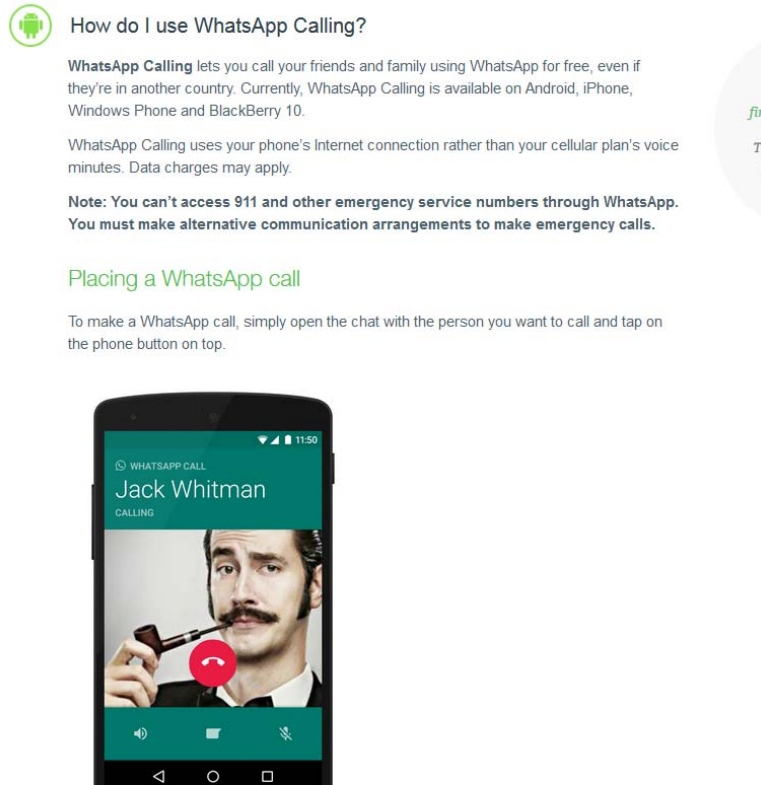 How do I use WhatsApp Calling?
WhatsApp Calling lets you call your friends and family using WhatsApp for free, even if
they're in another country. Currently, WhatsApp Calling is available on Android, iPhone,
Windows Phone and BlackBerry 10.
WhatsApp Calling uses your phone's Internet connection rather than your cellular plan's voice
minutes. Data charges may apply.
Note: You can't access 911 and other emergency service numbers through WhatsApp.
You must make alternative communication arrangements to make emergency calls.
Placing a WhatsApp call
To make a WhatsApp call, simply open the chat with the person you want to call and tap on
the phone button on top.
11:50
WHATSAPP CALL
Jack Whitman
CALLING